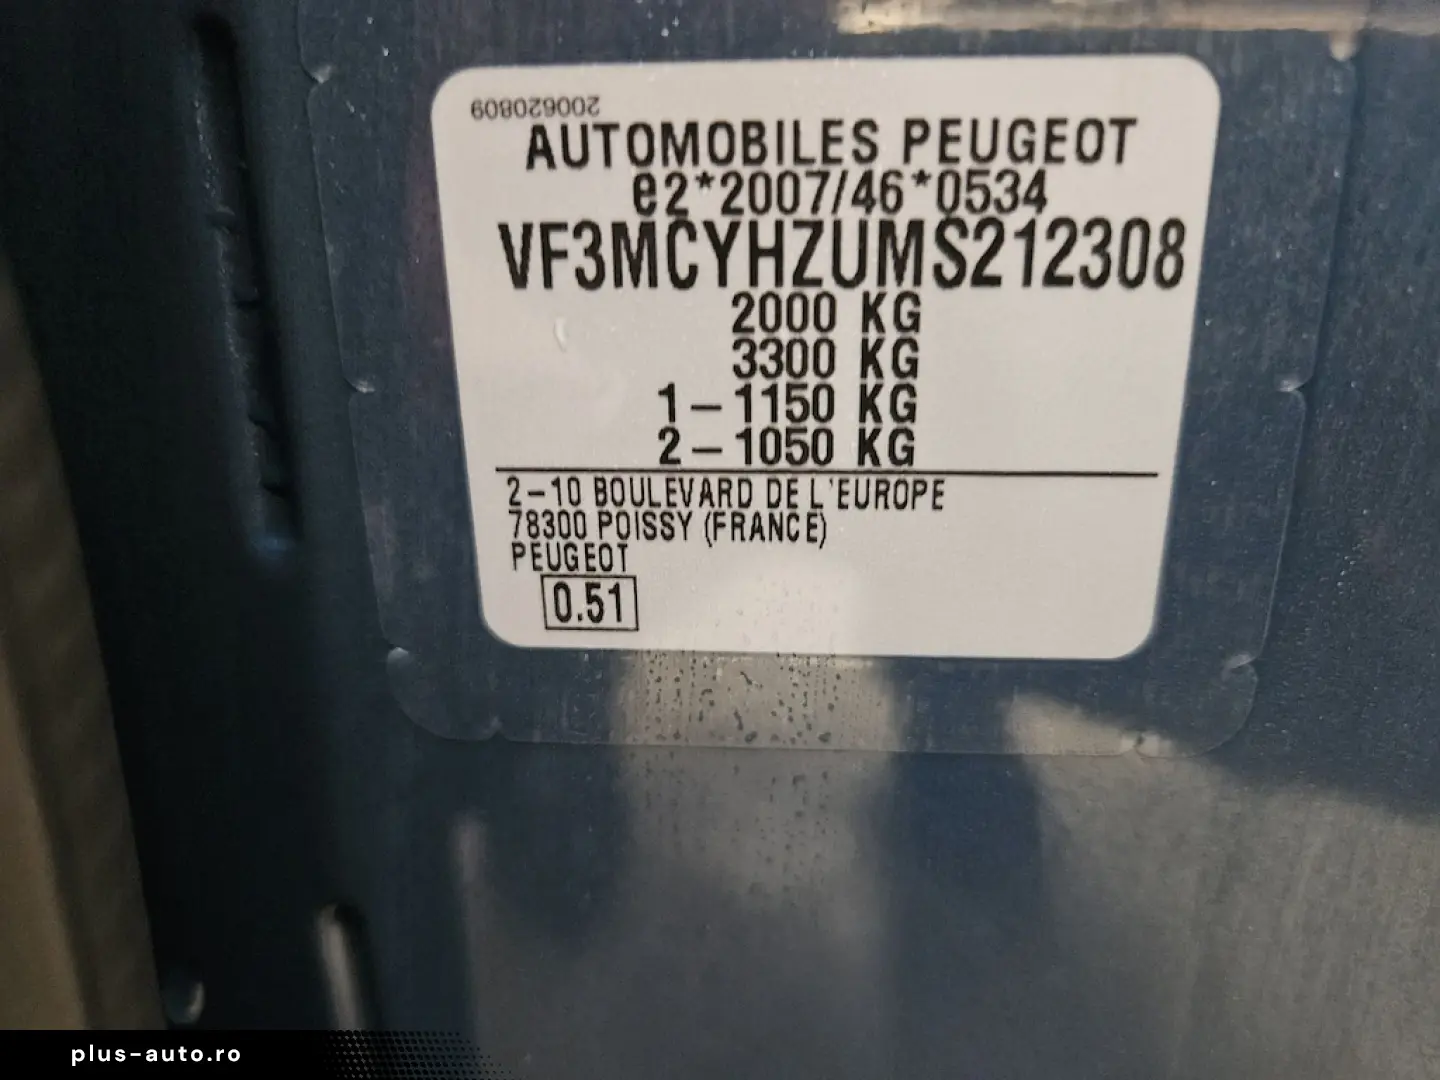 200620809
AUTOMOBILES PEUGEOT
e2*2007/46*0534
VF3MCYHZUMS212308
2000 KG
3300 KG
1-1150 KG
2-1050 KG
2-10 BOULEVARD DE L'EUROPE
78300 POISSY (FRANCE)
PEUGEOT
0.51
plus-auto.ro